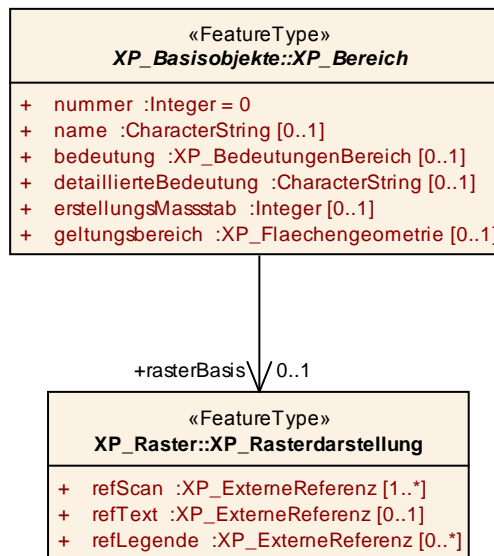 «FeatureType»
XP_Basisobjekte::XP_Bereich
+ nummer :Integer = 0
+ name :CharacterString [0..1]
+ bedeutung :XP_BedeutungenBereich [0..1]
+ detaillierteBedeutung :CharacterString [0..1]
+ erstellungsMassstab :Integer [0..1]
+ geltungsbereich :XP_Flaechengeometrie [0..1]
+rasterBasis 0..1
«FeatureType»
XP_Raster::XP_Rasterdarstellung
+ refScan :XP_ExterneReferenz [1..*]
+ refText :XP_ExterneReferenz [0..1]
+ refLegende :XP_ExterneReferenz [0..*]